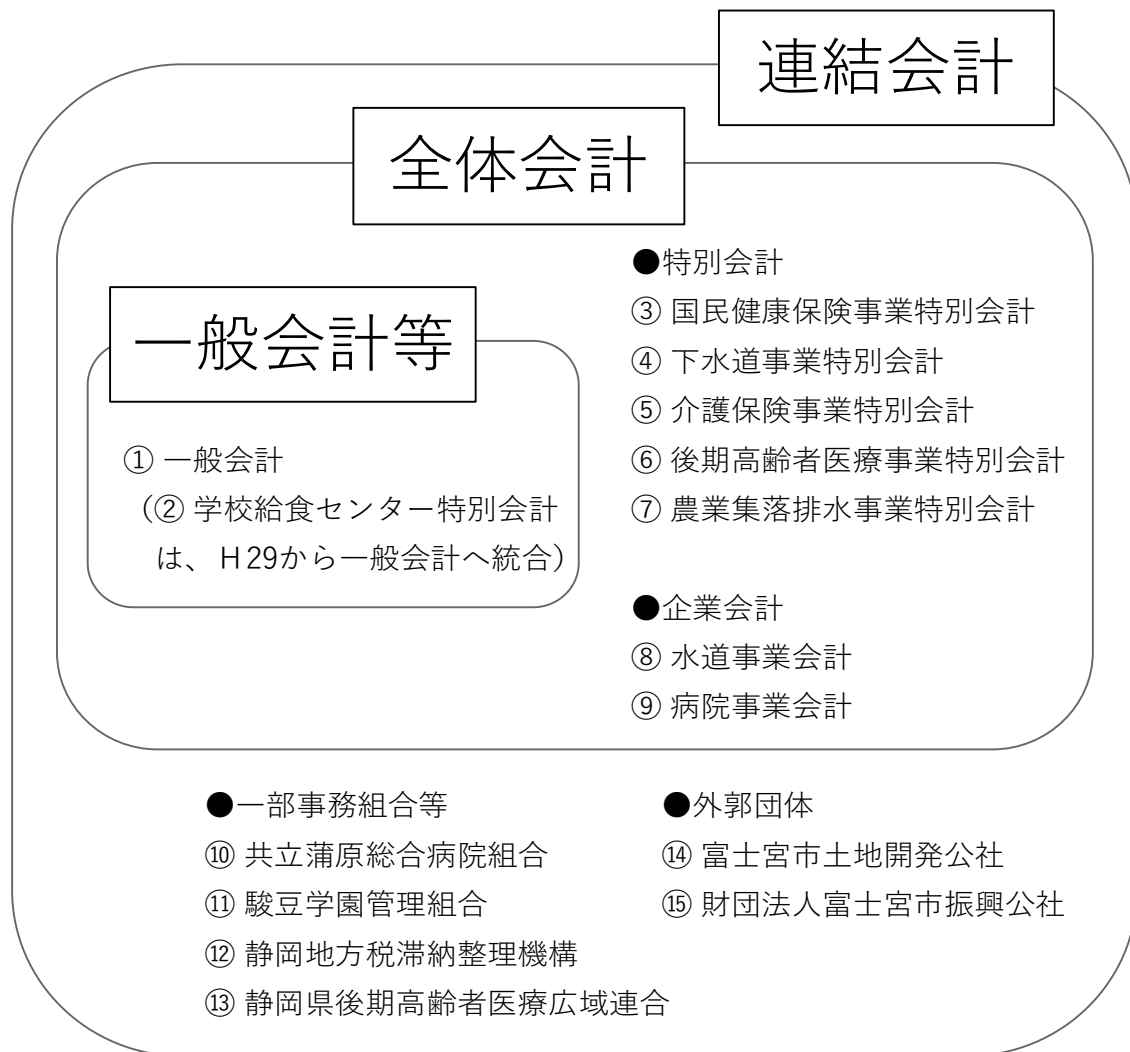 連結会計
全体会計
一般会計等
① 一般会計
（② 学校給食センター特別会計
は、Ｈ29から一般会計へ統合）
●特別会計
③ 国民健康保険事業特別会計
④ 下水道事業特別会計
⑤ 介護保険事業特別会計
⑥ 後期高齢者医療事業特別会計
⑦ 農業集落排水事業特別会計
●企業会計
⑧ 水道事業会計
⑨ 病院事業会計
●一部事務組合等
⑩ 共立蒲原総合病院組合
⑪ 駿豆学園管理組合
⑫ 静岡地方税滞納整理機構
⑬ 静岡県後期高齢者医療広域連合
●外郭団体
⑭ 富士宮市土地開発公社
⑮ 財団法人富士宮市振興公社